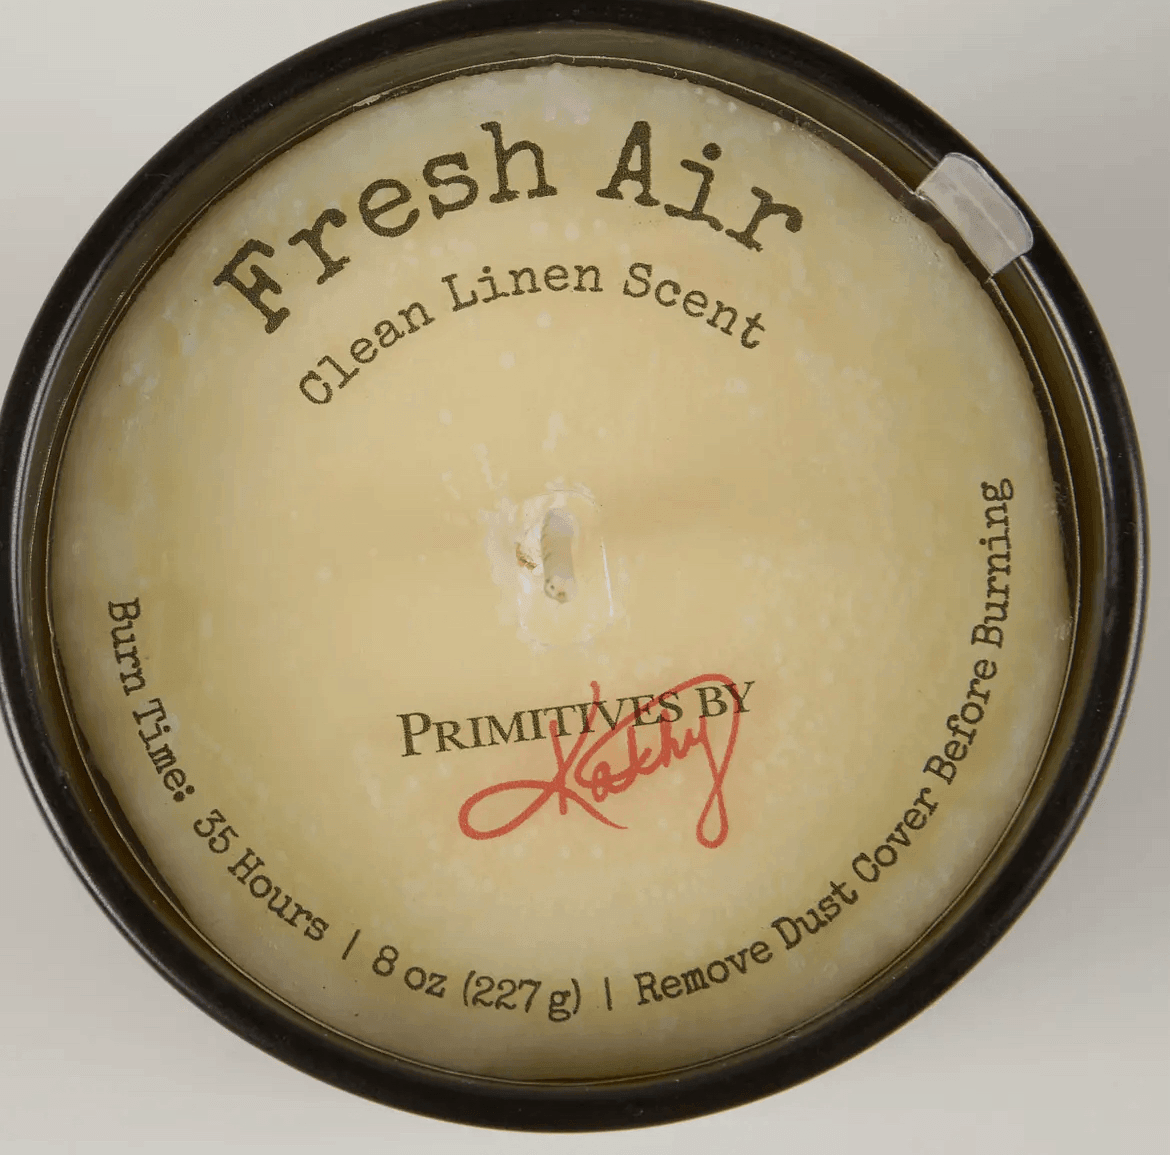 Fresh Air
Clean Linen Scent
PRIMITIVES BY
Kathy
Burn Time: 35 Hours | 8 oz (227 g) | Remove Dust Cover Before Burning